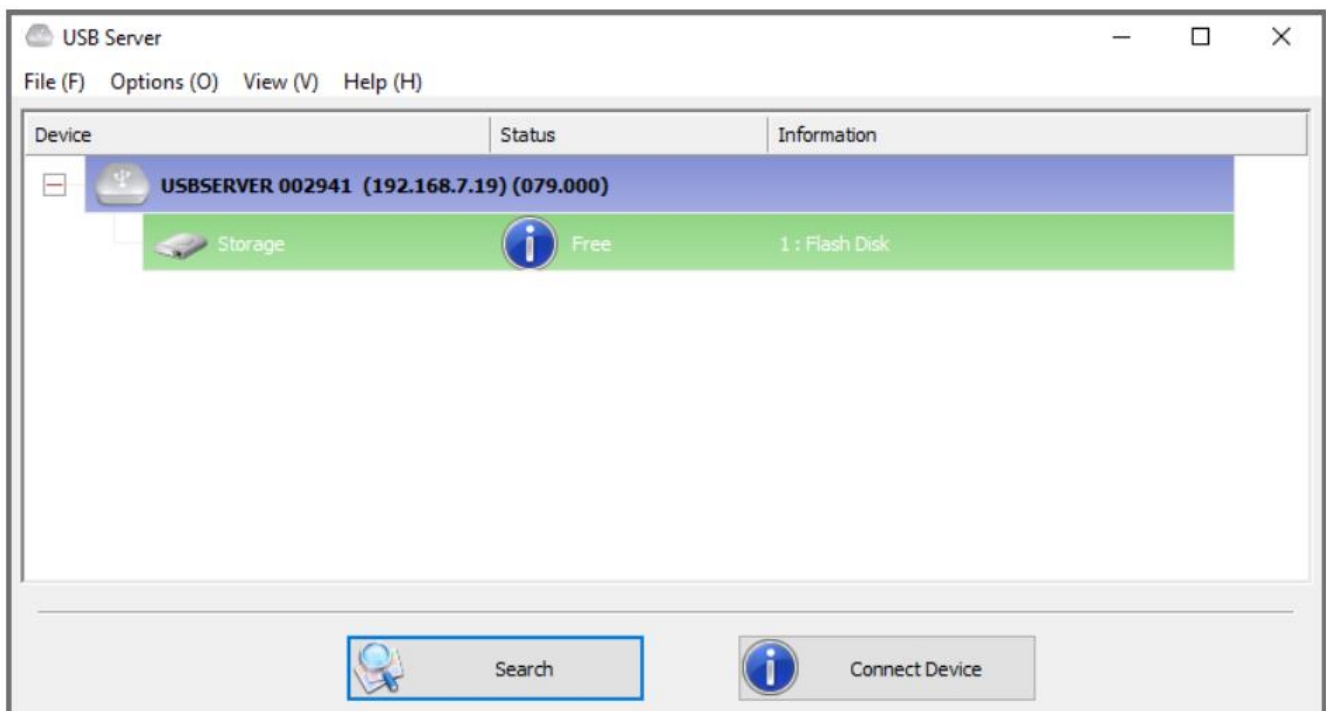 USB Server
File (F) Options (O) View (V) Help (H)
Device Status Information
USBSERVER 002941 (192.168.7.19) (079.000)
Storage Free 1 : Flash Disk
Search Connect Device